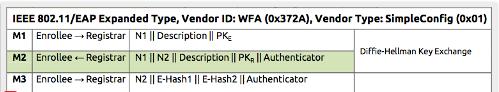 IEEE 802.11/EAP Expanded Type, Vendor ID: WFA (0x372A), Vendor Type: SimpleConfig (0x01)
M1 Enrollee → Registrar N1 || Description || PKE Diffie-Hellman Key Exchange
M2 Enrollee ← Registrar N1 || N2 || Description || PKR || Authenticator
M3 Enrollee → Registrar N2 || E-Hash1 || E-Hash2 || Authenticator